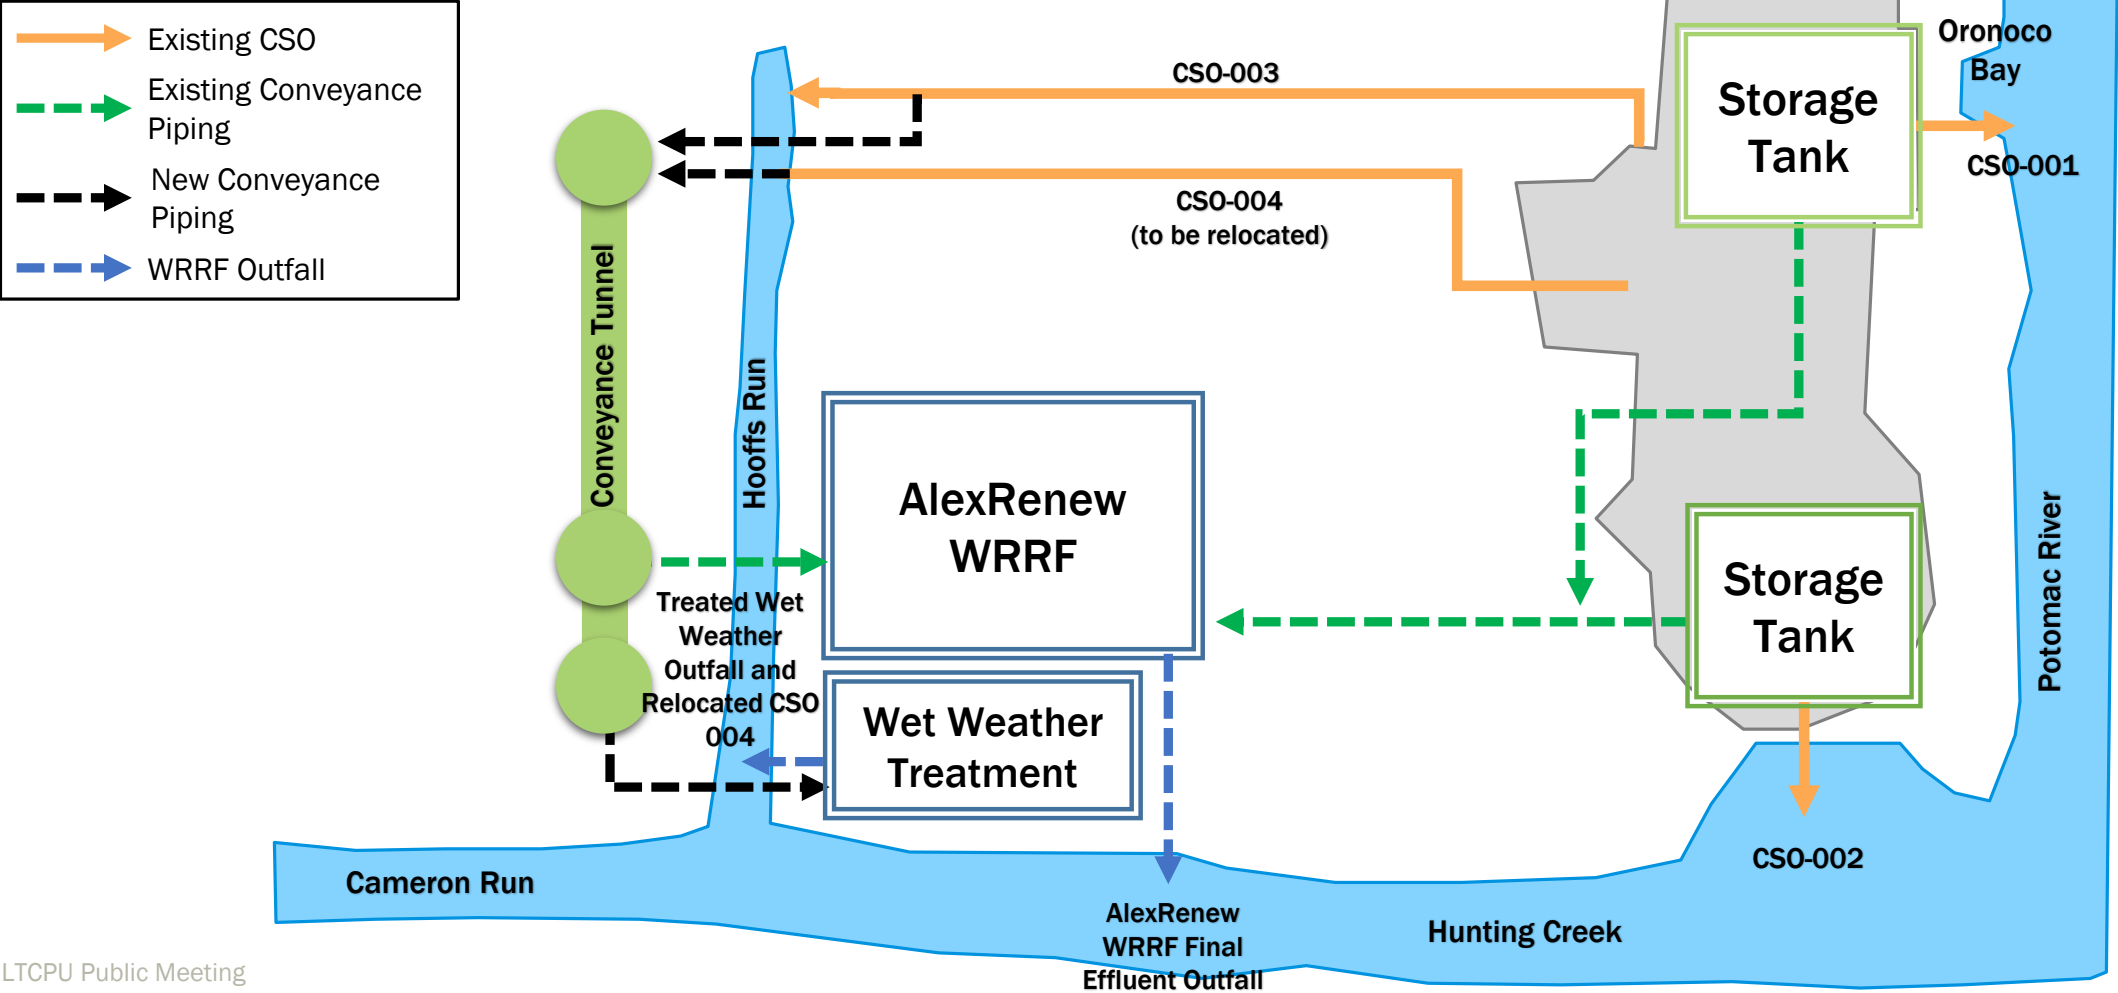 Existing CSO
Existing Conveyance
Piping
New Conveyance
Piping
WRRF Outfall
CSO-003
CSO-004
(to be relocated)
Storage
Tank
Oronoco
Bay
CSO-001
Conveyance Tunnel
Hooffs Run
AlexRenew
WRRF
Treated Wet
Weather
Outfall and
Relocated CSO
004
Wet Weather
Treatment
Storage
Tank
Potomac River
CSO-002
Cameron Run
AlexRenew
WRRF Final
Effluent Outfall
Hunting Creek
LTCPU Public Meeting